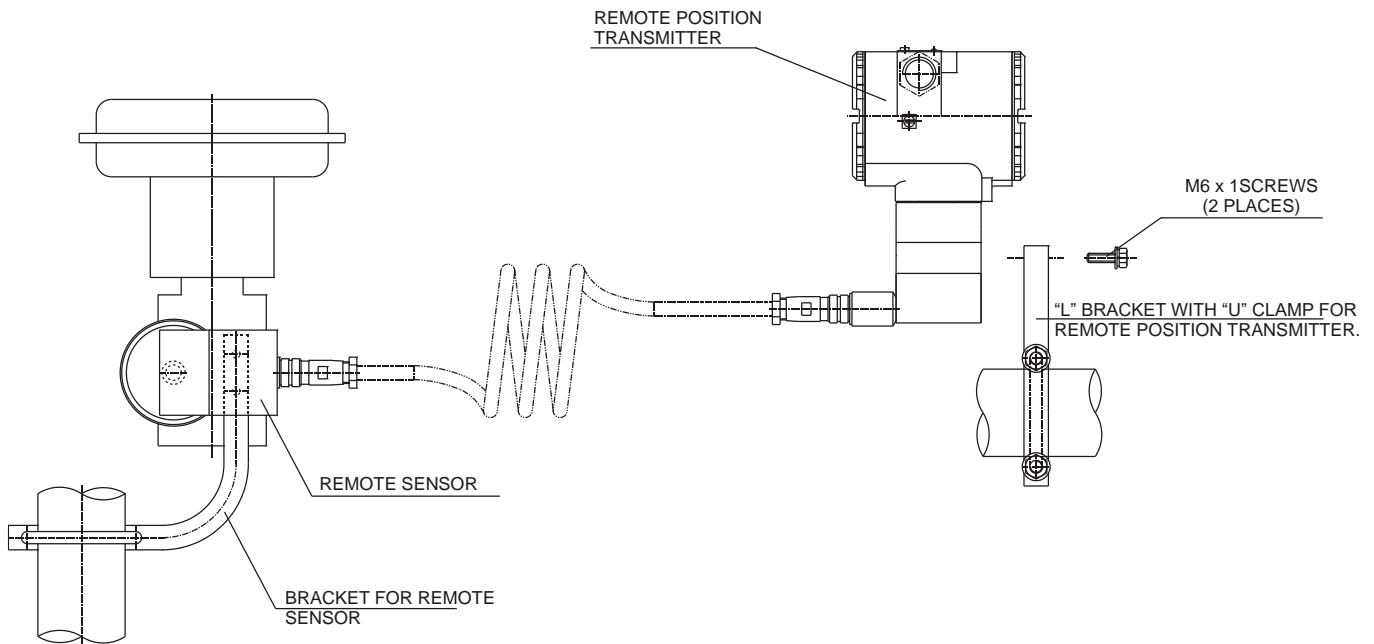 REMOTE POSITION
TRANSMITTER
M6 x 1SCREWS
(2 PLACES)
“L” BRACKET WITH “U” CLAMP FOR
REMOTE POSITION TRANSMITTER.
REMOTE SENSOR
BRACKET FOR REMOTE
SENSOR